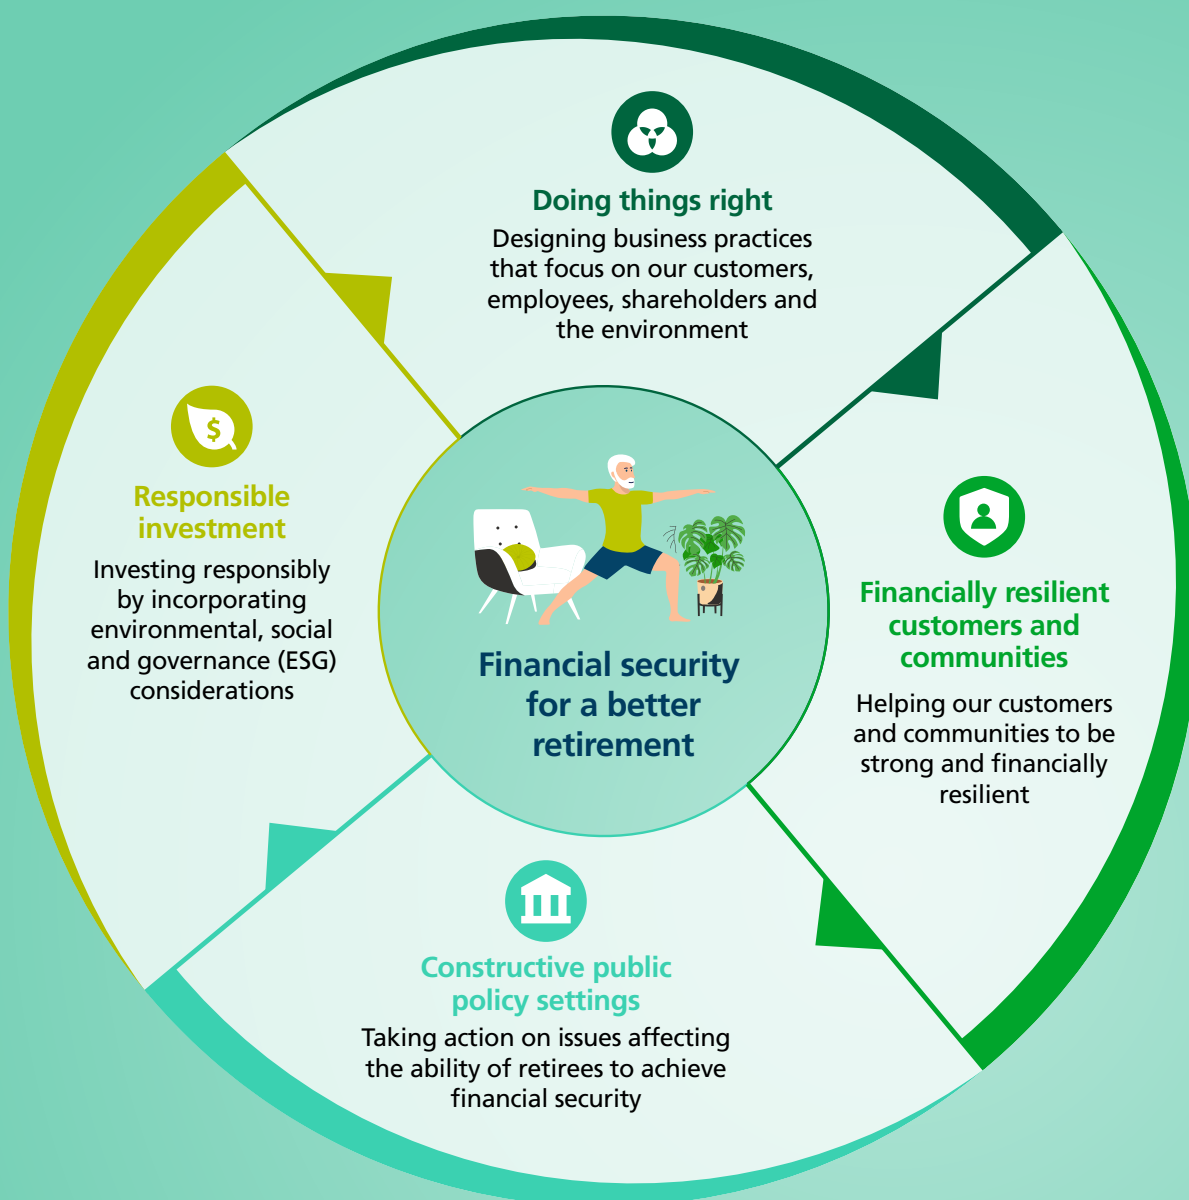 Doing things right
Designing business practices
that focus on our customers,
employees, shareholders and
the environment
Financially resilient
customers and
communities
Helping our customers
and communities to be
strong and financially
resilient
Constructive public
policy settings
Taking action on issues affecting
the ability of retirees to achieve
financial security
Responsible
investment
Investing responsibly
by incorporating
environmental, social
and governance (ESG)
considerations
$
Financial security
for a better
retirement